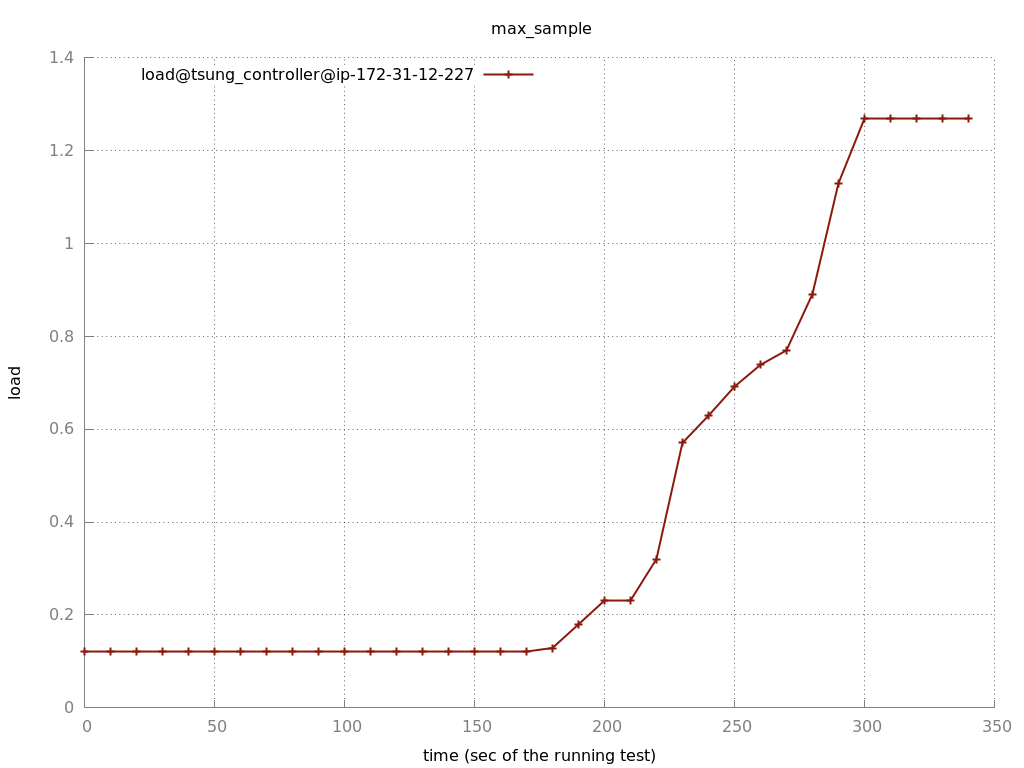 max_sample
load@tsung_controller@ip-172-31-12-227
1.4
1.2
1
0.8
0.6
0.4
0.2
0
load
0 50 100 150 200 250 300 350
time (sec of the running test)